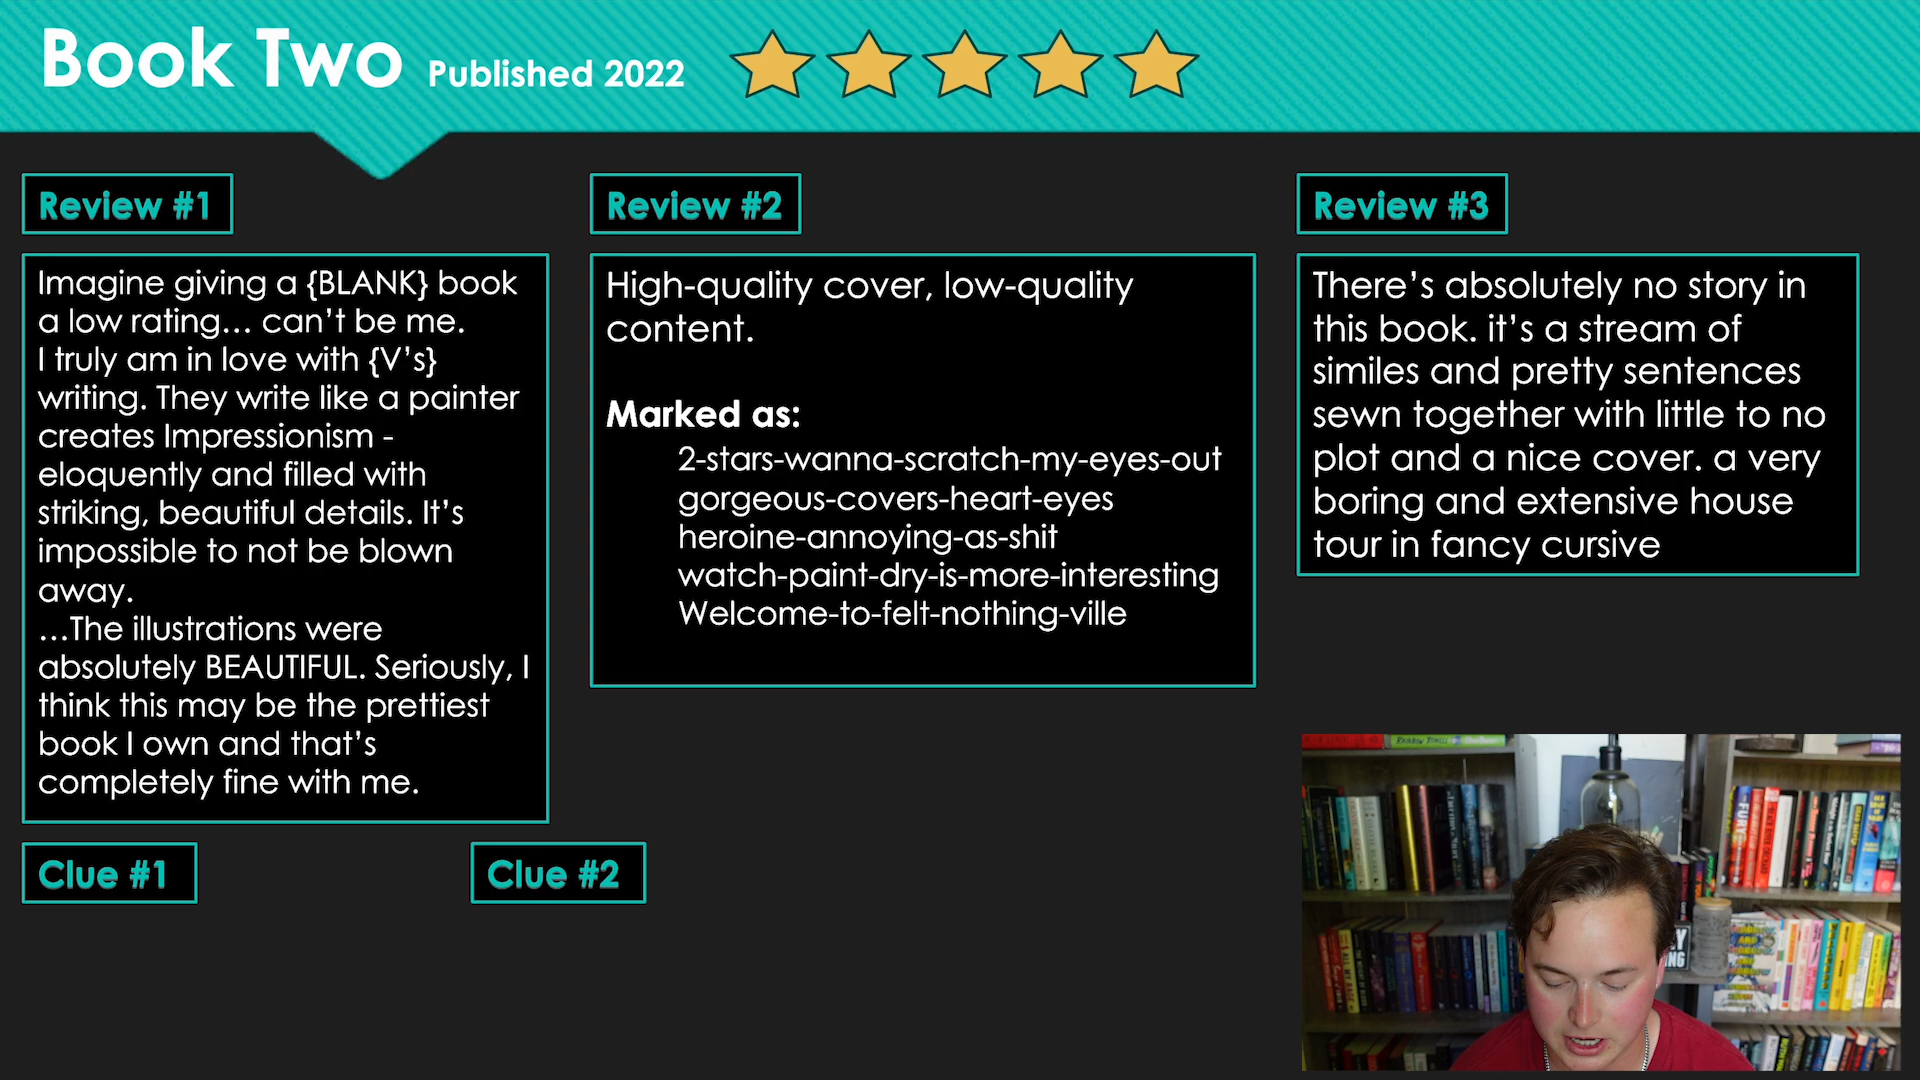 Book Two Published 2022
Review #1
Imagine giving a {BLANK} book
a low rating... can't be me.
I truly am in love with {V's}
writing. They write like a painter
creates Impressionism -
eloquently and filled with
striking, beautiful details. It's
impossible to not be blown
away.
...The illustrations were
absolutely BEAUTIFUL. Seriously, I
think this may be the prettiest
book I own and that's
completely fine with me.
Review #2
High-quality cover, low-quality
content.
Marked as:
2-stars-wanna-scratch-my-eyes-out
gorgeous-covers-heart-eyes
heroine-annoying-as-shit
watch-paint-dry-is-more-interesting
Welcome-to-felt-nothing-ville
Review #3
There's absolutely no story in
this book. it's a stream of
similes and pretty sentences
sewn together with little to no
plot and a nice cover. a very
boring and extensive house
tour in fancy cursive
Clue #1
Clue #2
FURY